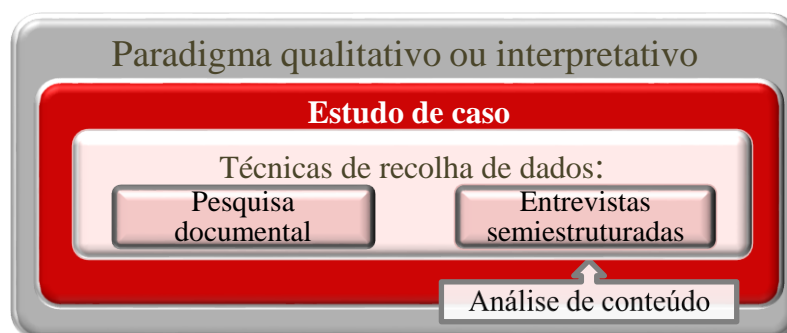 Paradigma qualitativo ou interpretativo
Estudo de caso
Técnicas de recolha de dados:
Pesquisa
documental
Entrevistas
semiestruturadas
Análise de conteúdo